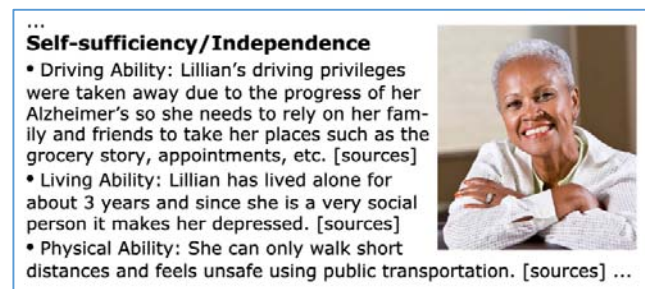 ...
Self-sufficiency/Independence
• Driving Ability: Lillian’s driving privileges
were taken away due to the progress of her
Alzheimer’s so she needs to rely on her fam-
ily and friends to take her places such as the
grocery story, appointments, etc. [sources]
• Living Ability: Lillian has lived alone for
about 3 years and since she is a very social
person it makes her depressed. [sources]
• Physical Ability: She can only walk short
distances and feels unsafe using public transportation. [sources] ...